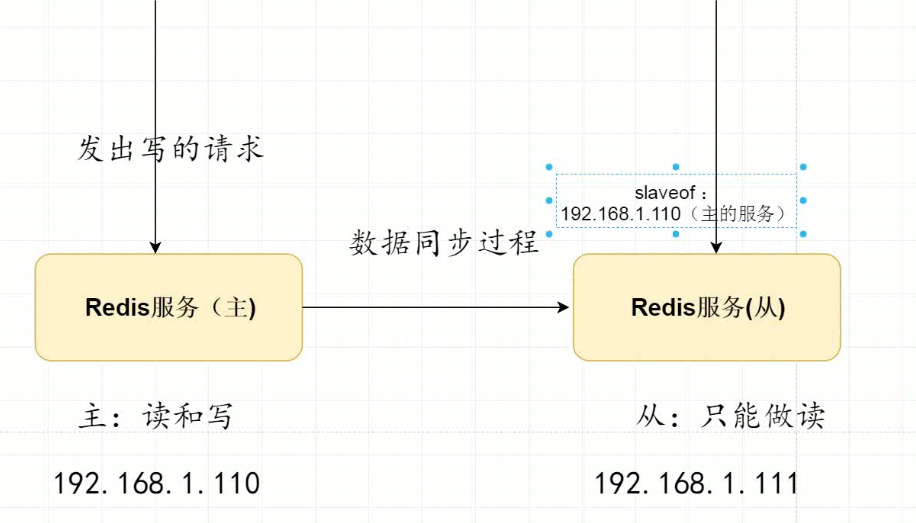 发出写的请求
slaveof：
192.168.1.110（主的服务）
数据同步过程
Redis服务（主)
Redis服务(从)
主：读和写
从：只能做读
192.168.1.110
192.168.1.111